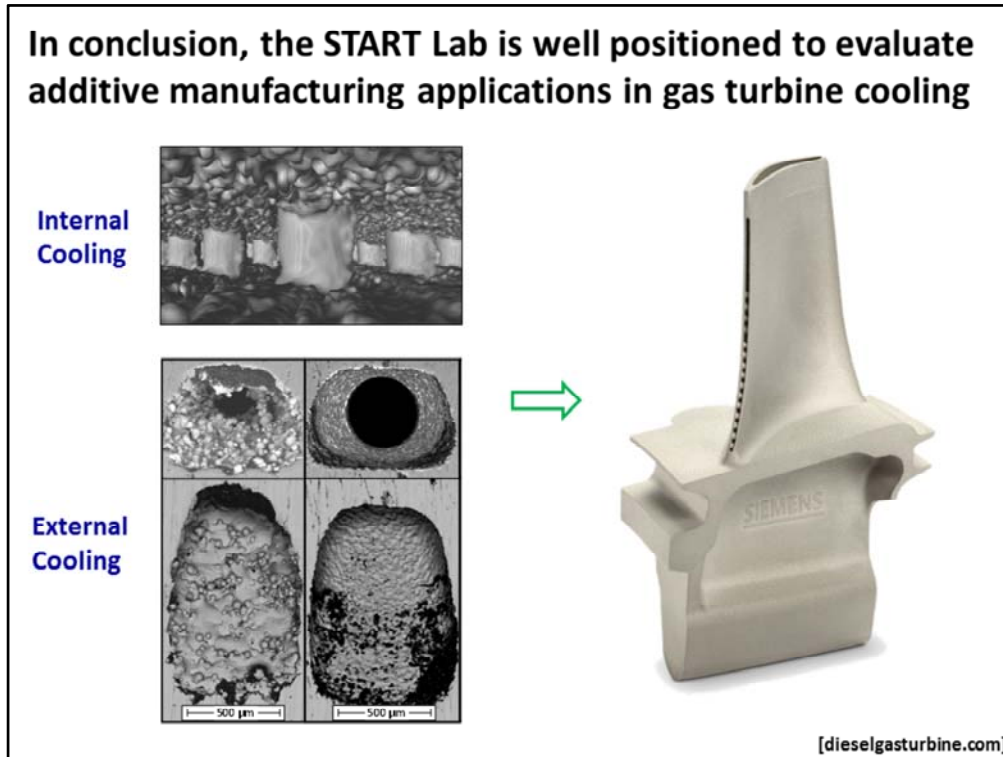 In conclusion, the START Lab is well positioned to evaluate
additive manufacturing applications in gas turbine cooling
Internal
Cooling
External
Cooling
500 μm
500 μm
SIEMENS
[dieselgasturbine.com]